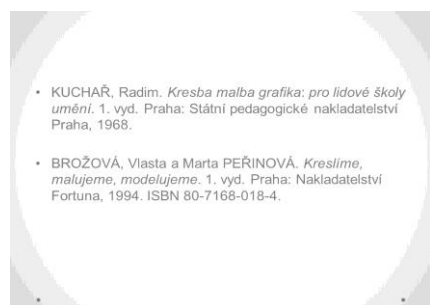 • KUCHAŘ, Radim. Kresba malba grafika: pro lidové školy
umění. 1. vyd. Praha: Státní pedagogické nakladatelství
Praha, 1968.
• BROŽOVÁ, Vlasta a Marta PEŘINOVÁ. Kreslíme,
malujeme, modelujeme. 1. vyd. Praha: Nakladatelství
Fortuna, 1994. ISBN 80-7168-018-4.